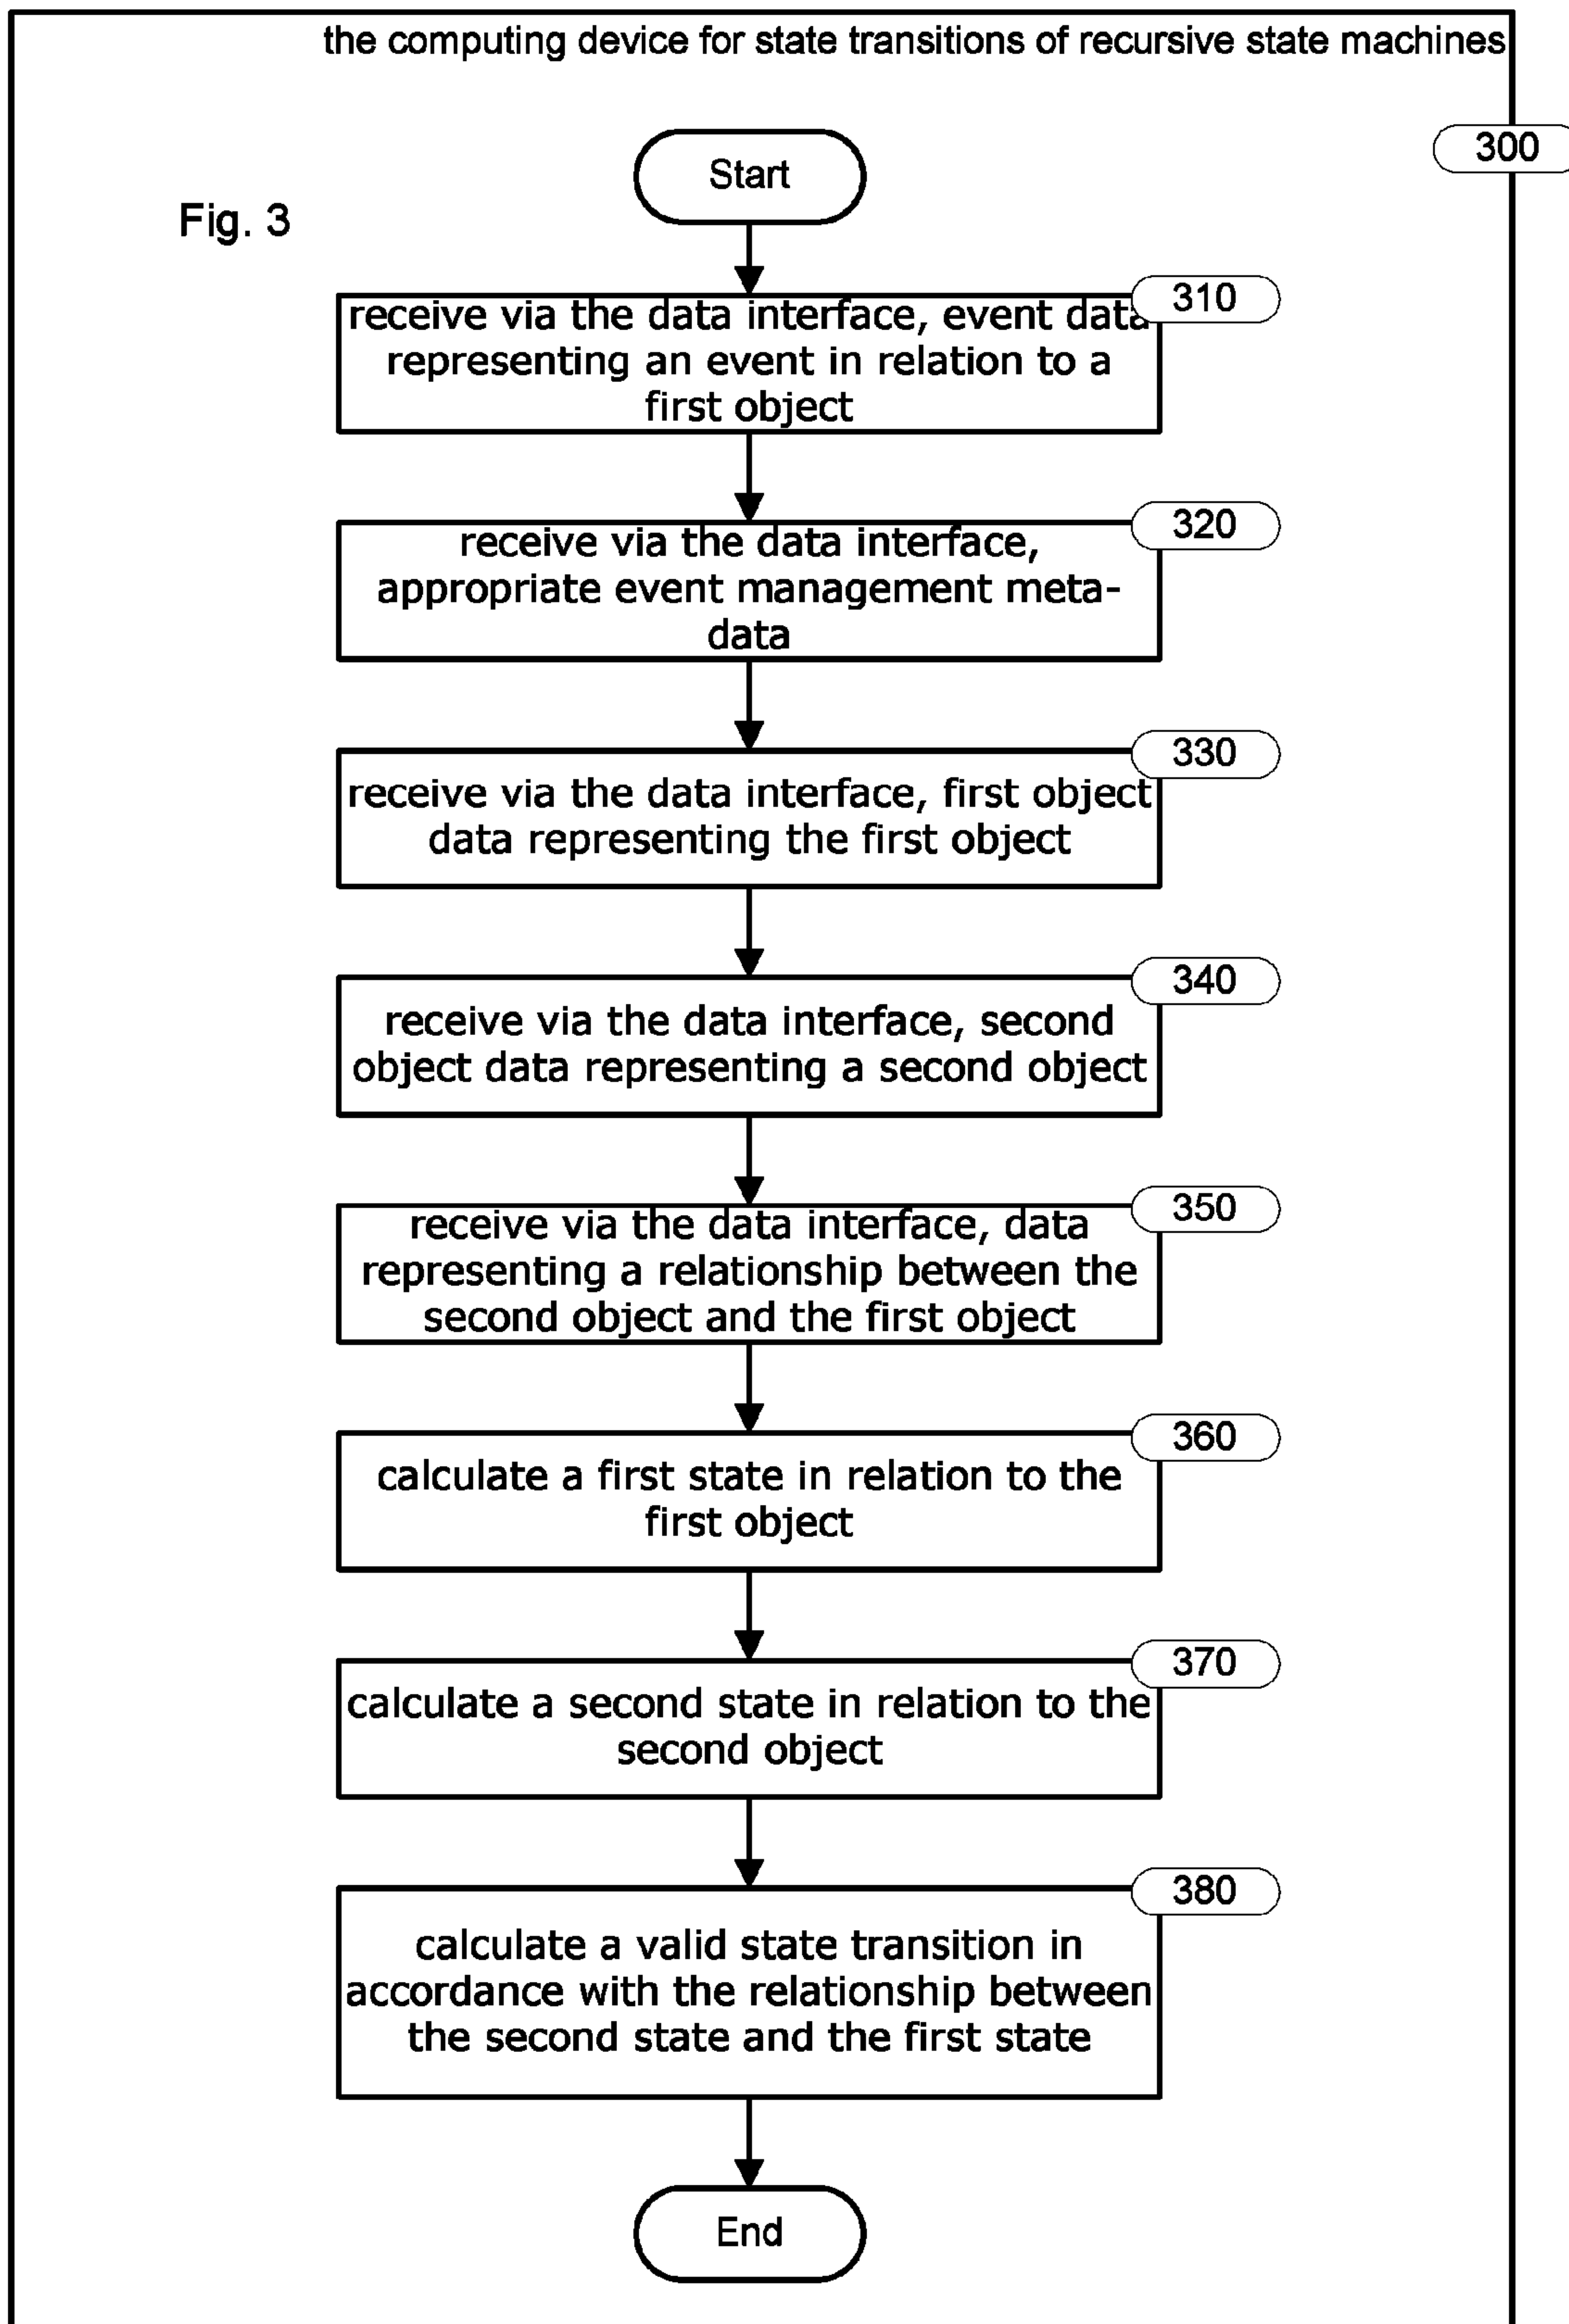 the computing device for state transitions of recursive state machines
300
Start
Fig. 3
310
receive via the data interface, event data
representing an event in relation to a
first object
320
receive via the data interface,
appropriate event management meta-
data
330
receive via the data interface, first object
data representing the first object
340
receive via the data interface, second
object data representing a second object
350
receive via the data interface, data
representing a relationship between the
second object and the first object
360
calculate a first state in relation to the
first object
370
calculate a second state in relation to the
second object
380
calculate a valid state transition in
accordance with the relationship between
the second state and the first state
End